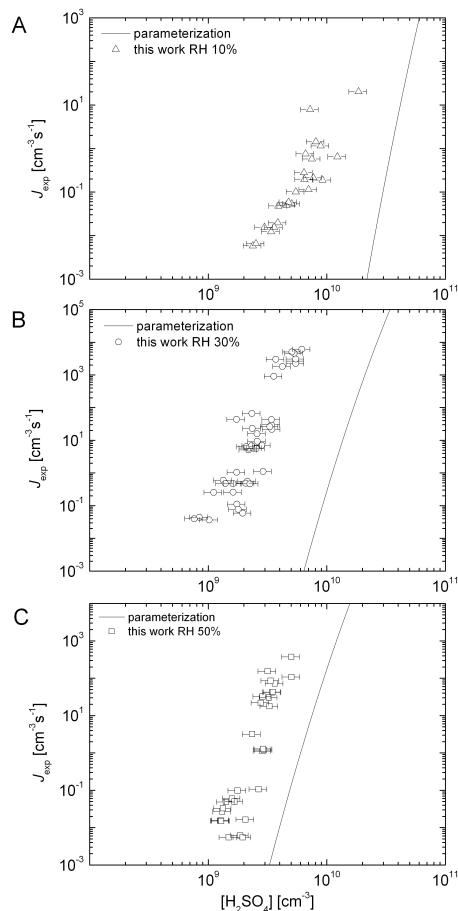 A
parameterization
this work RH 10%
10³
10¹
10⁻¹
10⁻³
J_exp [cm⁻³s⁻¹]
10⁹ 10¹⁰ 10¹¹
B
parameterization
this work RH 30%
10⁵
10³
10¹
10⁻¹
10⁻³
J_exp [cm⁻³s⁻¹]
10⁹ 10¹⁰ 10¹¹
C
parameterization
this work RH 50%
10³
10¹
10⁻¹
10⁻³
J_exp [cm⁻³s⁻¹]
10⁹ 10¹⁰ 10¹¹
[H₂SO₄] [cm⁻³]